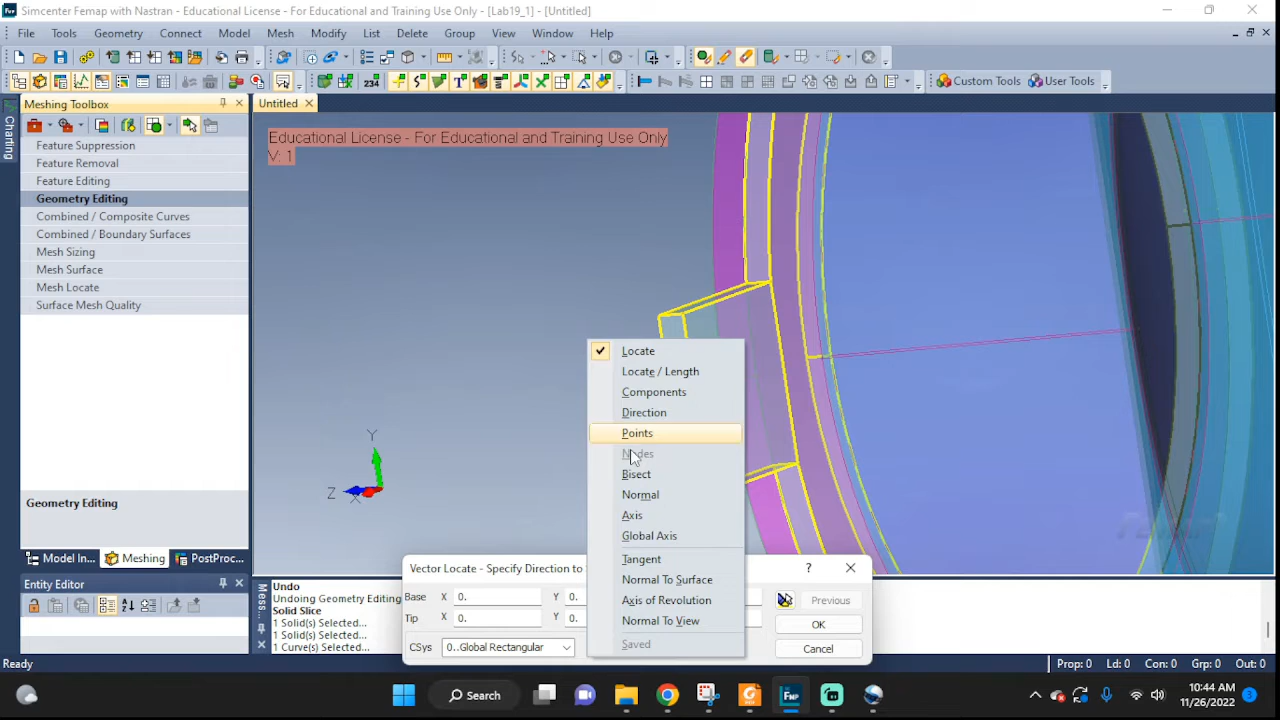 Simcenter Femap with Nastran - Educational License - For Educational and Training Use Only - [Lab19_1] - [Untitled]
File Tools Geometry Connect Model Mesh Modify List Delete Group View Window Help
234 T Custom Tools User Tools
Meshing Toolbox
Untitled
Charting
Educational License - For Educational and Training Use Only
V: 1
Feature Suppression
Feature Removal
Feature Editing
Geometry Editing
Combined / Composite Curves
Combined / Boundary Surfaces
Mesh Sizing
Mesh Surface
Mesh Locate
Surface Mesh Quality
Locate
Locate / Length
Components
Direction
Points
Nodes
Bisect
Normal
Axis
Global Axis
Tangent
Normal To Surface
Axis of Revolution
Normal To View
Saved
Y
Z
X
Geometry Editing
Model In... Meshing PostProc...
Entity Editor
Mess...
Undo
Undoing Geometry Editing
Solid Slice
1 Solid(s) Selected...
1 Solid(s) Selected...
1 Curve(s) Selected...
Vector Locate - Specify Direction to
Base X 0. Y 0.
Tip X 0. Y 0.
CSys 0..Global Rectangular
Previous
OK
Cancel
Ready
Prop: 0 Ld: 0 Con: 0 Grp: 0 Out: 0
Search
FMP
10:44 AM
11/26/2022
3